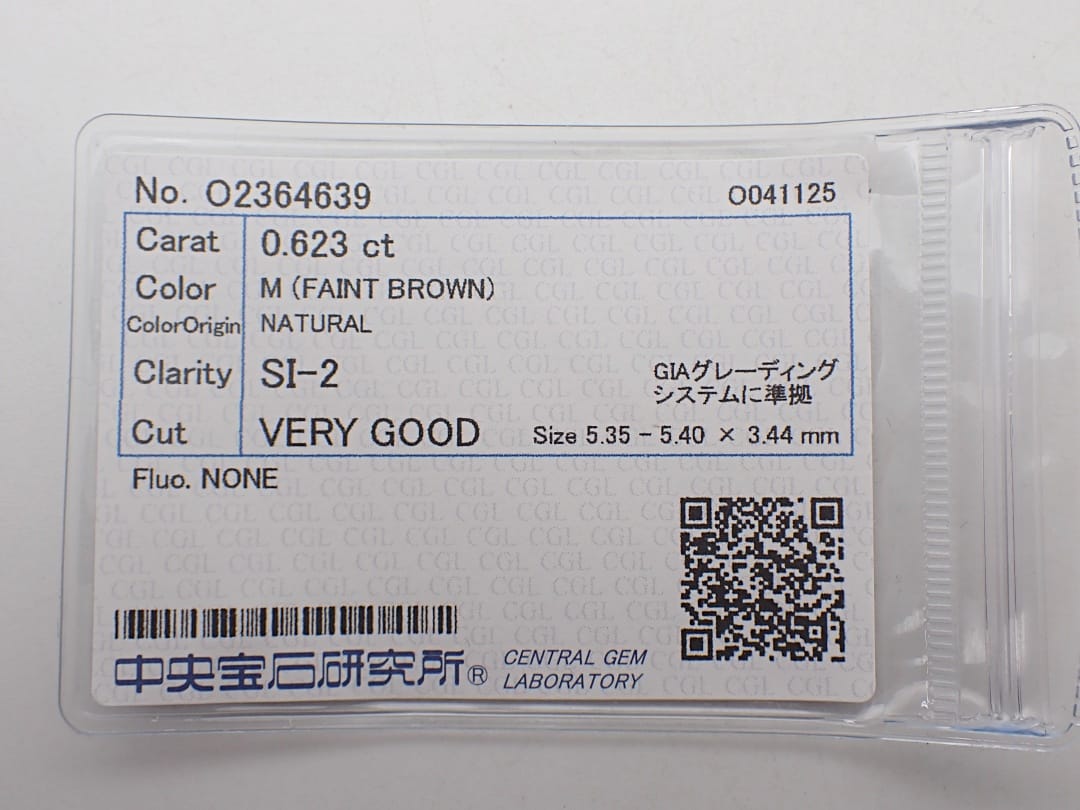 No. O2364639
O041125
Carat 0.623 ct
Color M (FAINT BROWN)
ColorOrigin NATURAL
Clarity SI-2
GIAグレーディング
システムに準拠
Cut VERY GOOD Size 5.35 - 5.40 × 3.44 mm
Fluo. NONE
中央宝石研究所® CENTRAL GEM
LABORATORY